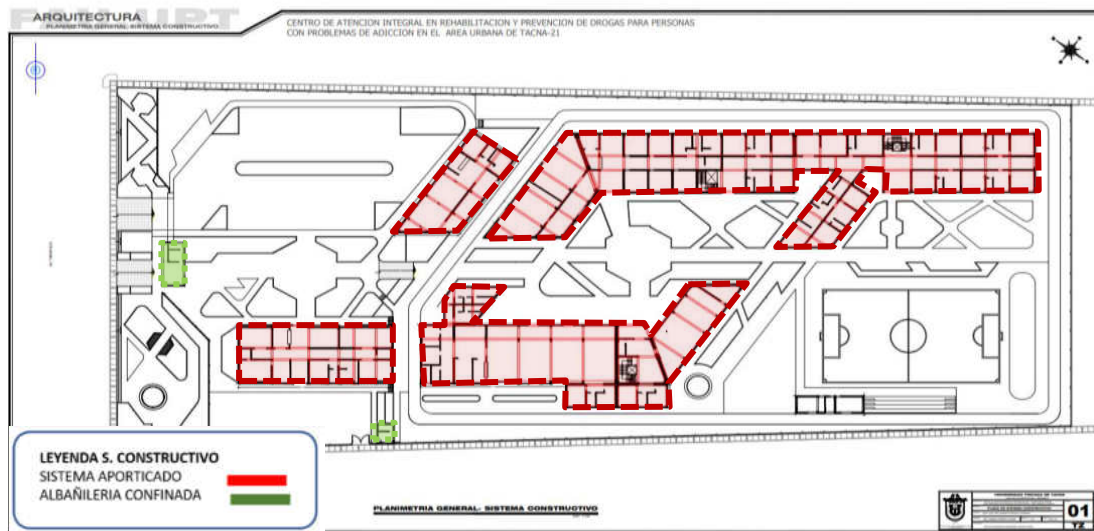 ARQUITECTURA
PLANIMETRIA GENERAL: SISTEMA CONSTRUCTIVO
CENTRO DE ATENCION INTEGRAL EN REHABILITACION Y PREVENCION DE DROGAS PARA PERSONAS
CON PROBLEMAS DE ADICCION EN EL AREA URBANA DE TACNA-21
LEYENDA S. CONSTRUCTIVO
SISTEMA APORTICADO
ALBAÑILERIA CONFINADA
PLANIMETRIA GENERAL- SISTEMA CONSTRUCTIVO
01